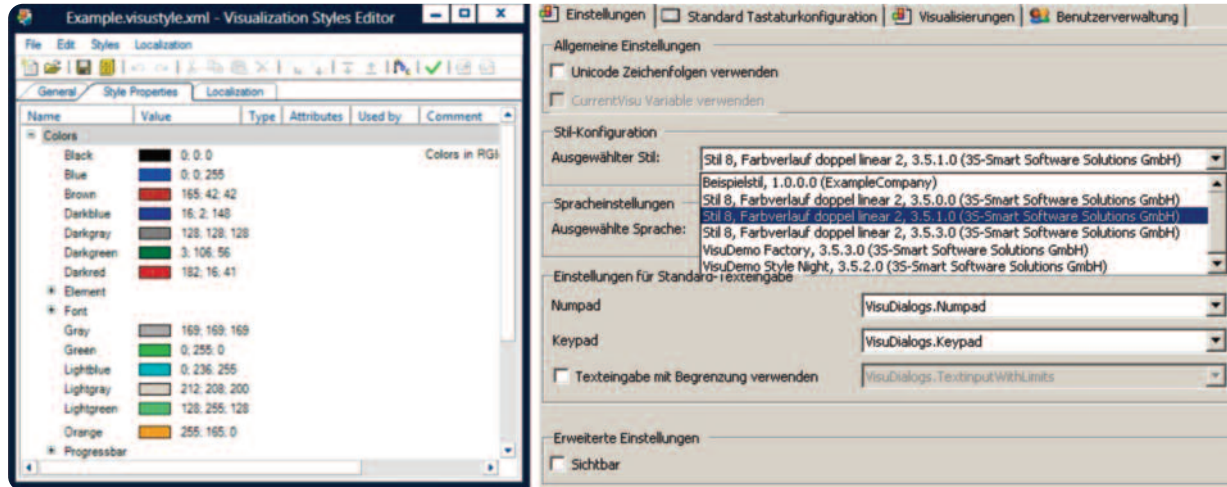 Example.visustyle.xml - Visualization Styles Editor
File Edit Styles Localization
General Style Properties Localization
Name Value Type Attributes Used by Comment
Colors
Black 0; 0; 0 Colors in RGI
Blue 0; 0; 255
Brown 165; 42; 42
Darkblue 16; 2; 148
Darkgray 128; 128; 128
Darkgreen 3; 106; 56
Darkred 182; 16; 41
Element
Font
Gray 169; 169; 169
Green 0; 255; 0
Lightblue 0; 236; 255
Lightgray 212; 208; 200
Lightgreen 128; 255; 128
Orange 255; 165; 0
Progressbar
Einstellungen Standard Tastaturkonfiguration Visualisierungen Benutzerverwaltung
Allgemeine Einstellungen
Unicode Zeichenfolgen verwenden
CurrentVisu Variable verwenden
Stil-Konfiguration
Ausgewählter Stil: Stil 8, Farbverlauf doppel linear 2, 3.5.1.0 (3S-Smart Software Solutions GmbH)
Beispielstil, 1.0.0.0 (ExampleCompany)
Spracheinstellungen Stil 8, Farbverlauf doppel linear 2, 3.5.0.0 (3S-Smart Software Solutions GmbH)
Stil 8, Farbverlauf doppel linear 2, 3.5.1.0 (3S-Smart Software Solutions GmbH)
Ausgewählte Sprache: Stil 8, Farbverlauf doppel linear 2, 3.5.3.0 (3S-Smart Software Solutions GmbH)
VisuDemo Factory, 3.5.3.0 (3S-Smart Software Solutions GmbH)
VisuDemo Style Night, 3.5.2.0 (3S-Smart Software Solutions GmbH)
Einstellungen für Standard-Texteingabe
Numpad VisuDialogs.Numpad
Keypad VisuDialogs.Keypad
Texteingabe mit Begrenzung verwenden VisuDialogs.TextinputWithLimits
Erweiterte Einstellungen
Sichtbar